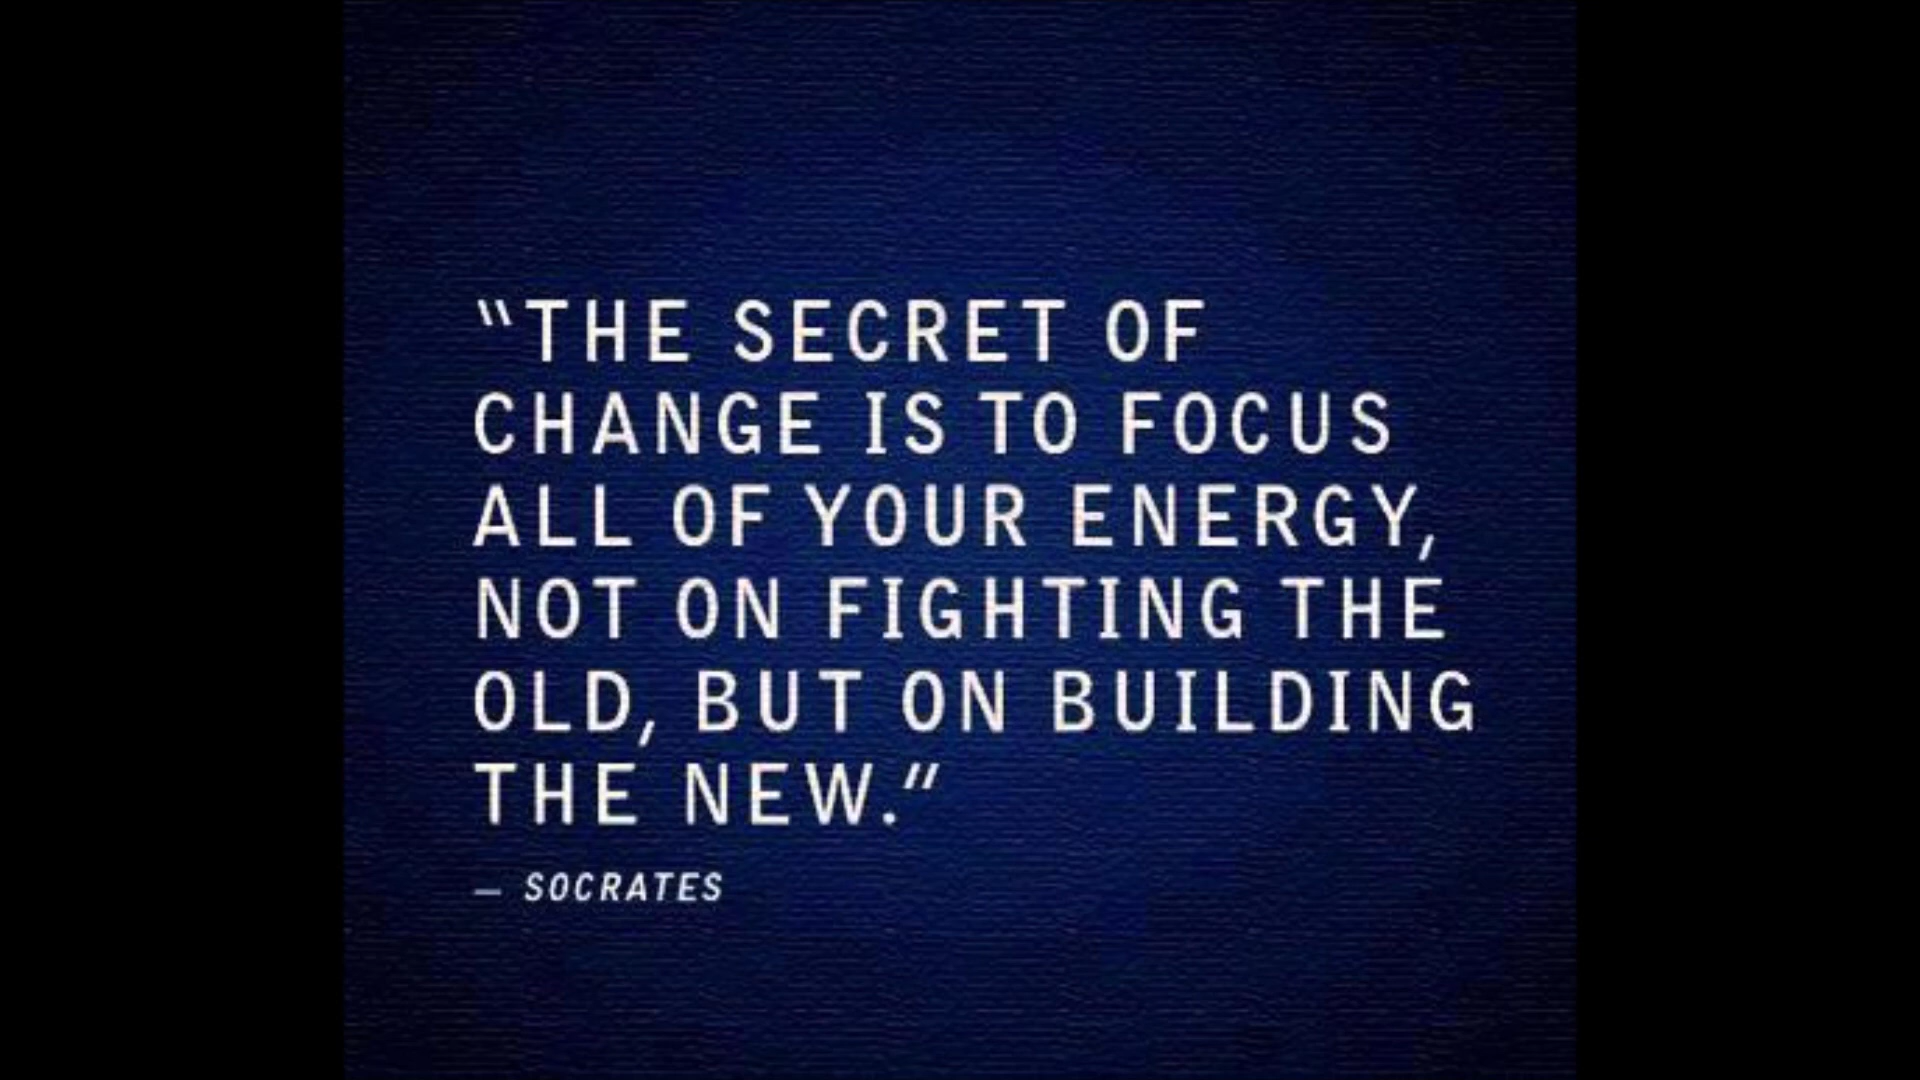 “THE SECRET OF
CHANGE IS TO FOCUS
ALL OF YOUR ENERGY,
NOT ON FIGHTING THE
OLD, BUT ON BUILDING
THE NEW.”
— SOCRATES